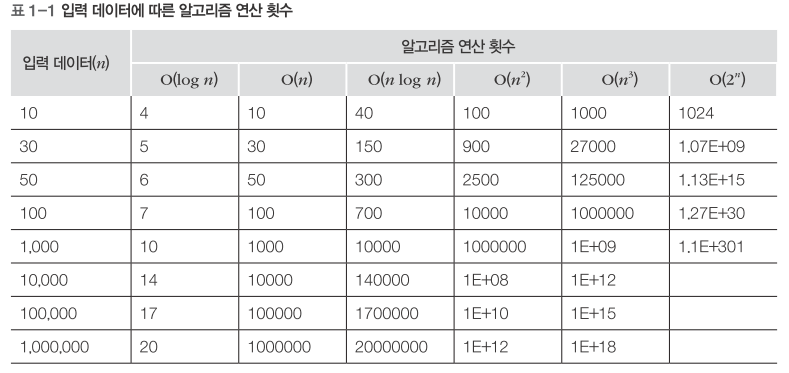 표 1-1 입력 데이터에 따른 알고리즘 연산 횟수
입력 데이터(n) 알고리즘 연산 횟수
O(log n) O(n) O(n log n) O(n²) O(n³) O(2ⁿ)
10 4 10 40 100 1000 1024
30 5 30 150 900 27000 1.07E+09
50 6 50 300 2500 125000 1.13E+15
100 7 100 700 10000 1000000 1.27E+30
1,000 10 1000 10000 1000000 1E+09 1.1E+301
10,000 14 10000 140000 1E+08 1E+12
100,000 17 100000 1700000 1E+10 1E+15
1,000,000 20 1000000 20000000 1E+12 1E+18